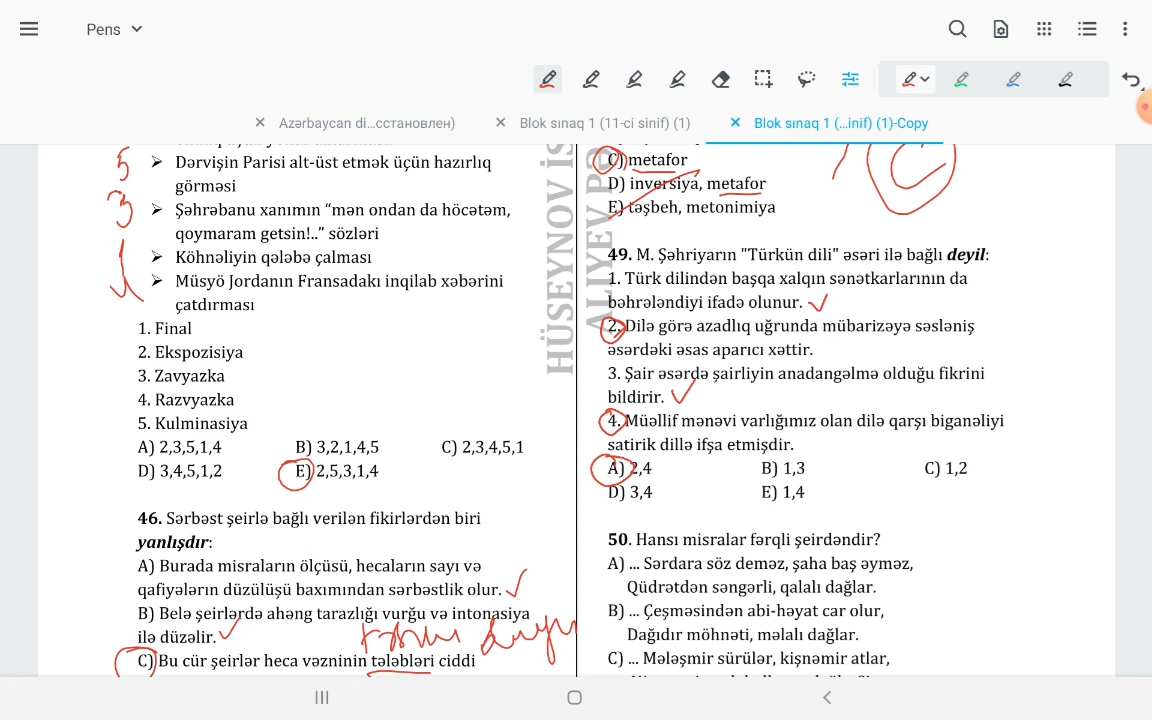 Pens
Azərbaycan di...сстановлен)
Blok sınaq 1 (11-ci sinif) (1)
Blok sınaq 1 (...inif) (1)-Copy
5
Dərvişin Parisi alt-üst etmək üçün hazırlıq
görməsi
3
Şəhrəbanu xanımın “mən ondan da höcətəm,
qoymaram getsin!..” sözləri
Köhnəliyin qələbə çalması
1
Müsyö Jordanın Fransadakı inqilab xəbərini
çatdırması
1. Final
2. Ekspozisiya
3. Zavyazka
4. Razvyazka
5. Kulminasiya
A) 2,3,5,1,4 B) 3,2,1,4,5 C) 2,3,4,5,1
D) 3,4,5,1,2 E) 2,5,3,1,4
46. Sərbəst şeirlə bağlı verilən fikirlərdən biri
yanlışdır:
A) Burada misraların ölçüsü, hecaların sayı və
qafiyələrin düzülüşü baxımından sərbəstlik olur.
B) Belə şeirlərdə ahəng tarazlığı vurğu və intonasiya
ilə düzəlir.
C) Bu cür şeirlər heca vəzninin tələbləri ciddi
HÜSEYNOV İS
ALIYEV PƏ
C) metafor
C
D) inversiya, metafor
E) təşbeh, metonimiya
49. M. Şəhriyarın "Türkün dili" əsəri ilə bağlı deyil:
1. Türk dilindən başqa xalqın sənətkarlarının da
bəhrələndiyi ifadə olunur.
2. Dilə görə azadlıq uğrunda mübarizəyə səsləniş
əsərdəki əsas aparıcı xəttir.
3. Şair əsərdə şairliyin anadangəlmə olduğu fikrini
bildirir.
4. Müəllif mənəvi varlığımız olan dilə qarşı biganəliyi
satirik dillə ifşa etmişdir.
A) 2,4 B) 1,3 C) 1,2
D) 3,4 E) 1,4
50. Hansı misralar fərqli şeirdəndir?
A) ... Sərdara söz deməz, şaha baş əyməz,
Qüdrətdən səngərli, qalalı dağlar.
B) ... Çeşməsindən abi-həyat car olur,
Dağıdır möhnəti, məlalı dağlar.
C) ... Mələşmir sürülər, kişnəmir atlar,